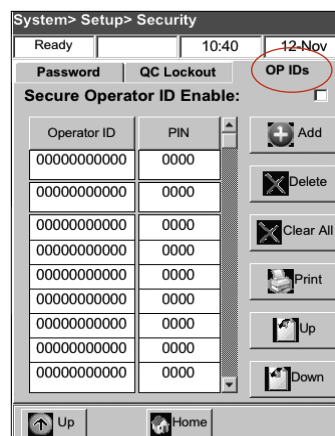 System> Setup> Security
Ready 10:40 12-Nov
Password QC Lockout OP IDs
Secure Operator ID Enable:
Operator ID PIN
00000000000 0000
00000000000 0000
00000000000 0000
00000000000 0000
00000000000 0000
00000000000 0000
00000000000 0000
00000000000 0000
00000000000 0000
Add
Delete
Clear All
Print
Up
Down
Up Home